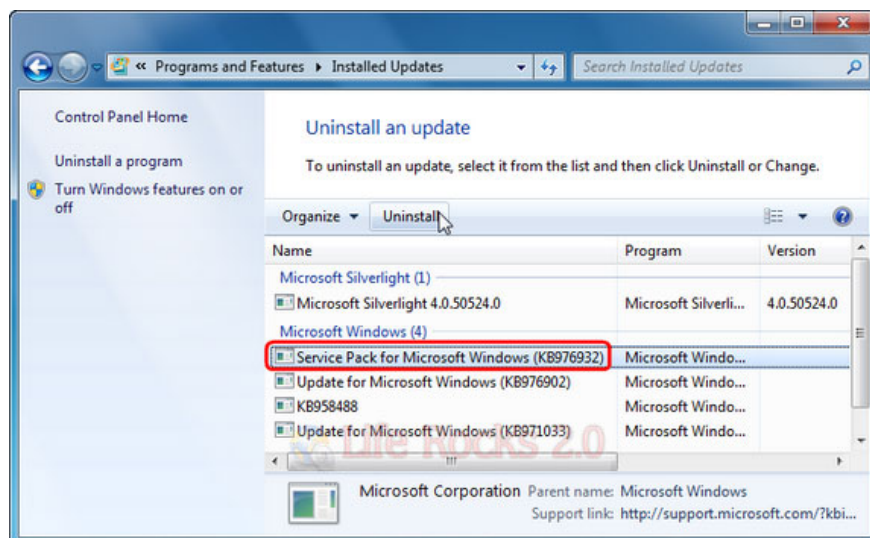 « Programs and Features ▸ Installed Updates
Search Installed Updates
Control Panel Home
Uninstall a program
Turn Windows features on or
off
Uninstall an update
To uninstall an update, select it from the list and then click Uninstall or Change.
Organize Uninstall
Name Program Version
Microsoft Silverlight (1)
Microsoft Silverlight 4.0.50524.0 Microsoft Silverli... 4.0.50524.0
Microsoft Windows (4)
Service Pack for Microsoft Windows (KB976932) Microsoft Windo...
Update for Microsoft Windows (KB976902) Microsoft Windo...
KB958488 Microsoft Windo...
Update for Microsoft Windows (KB971033) Microsoft Windo...
Life Rocks 2.0
Microsoft Corporation Parent name: Microsoft Windows
Support link: http://support.microsoft.com/?kbi...